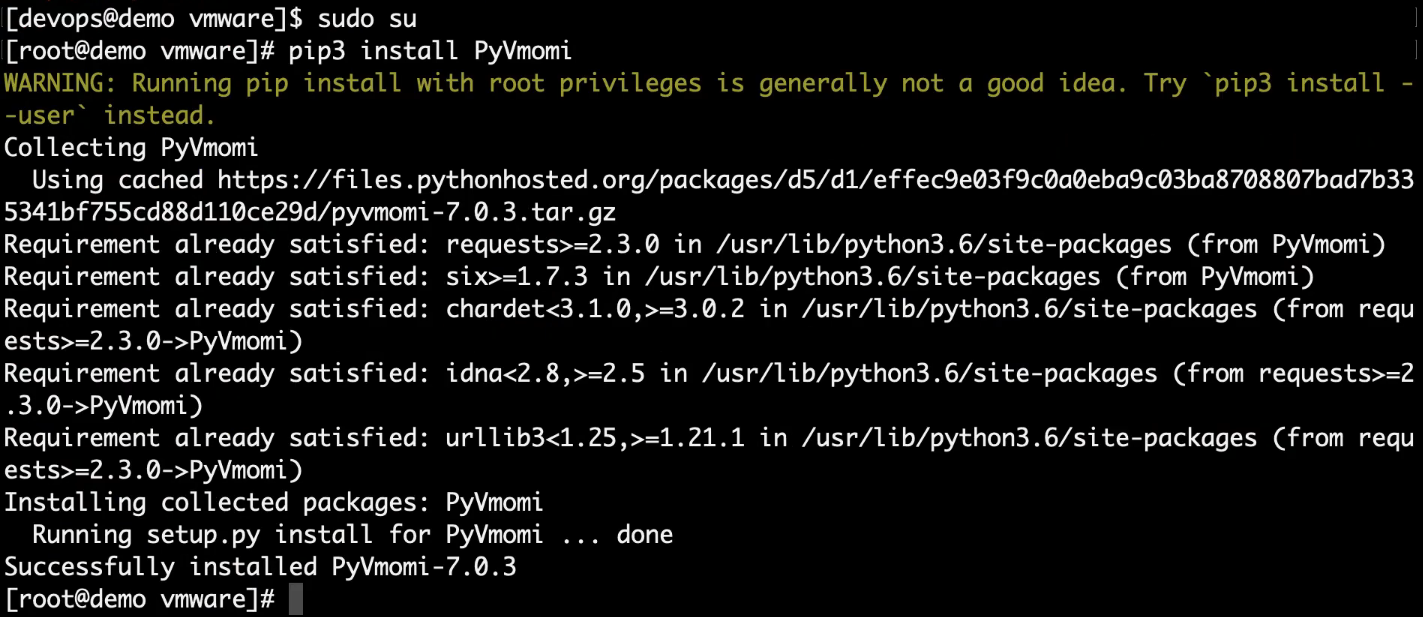 [devops@demo vmware]$ sudo su
[root@demo vmware]# pip3 install PyVmomi
WARNING: Running pip install with root privileges is generally not a good idea. Try `pip3 install -
-user` instead.
Collecting PyVmomi
  Using cached https://files.pythonhosted.org/packages/d5/d1/effec9e03f9c0a0eba9c03ba8708807bad7b33
5341bf755cd88d110ce29d/pyvmomi-7.0.3.tar.gz
Requirement already satisfied: requests>=2.3.0 in /usr/lib/python3.6/site-packages (from PyVmomi)
Requirement already satisfied: six>=1.7.3 in /usr/lib/python3.6/site-packages (from PyVmomi)
Requirement already satisfied: chardet<3.1.0,>=3.0.2 in /usr/lib/python3.6/site-packages (from requ
ests>=2.3.0->PyVmomi)
Requirement already satisfied: idna<2.8,>=2.5 in /usr/lib/python3.6/site-packages (from requests>=2
.3.0->PyVmomi)
Requirement already satisfied: urllib3<1.25,>=1.21.1 in /usr/lib/python3.6/site-packages (from requ
ests>=2.3.0->PyVmomi)
Installing collected packages: PyVmomi
  Running setup.py install for PyVmomi ... done
Successfully installed PyVmomi-7.0.3
[root@demo vmware]#